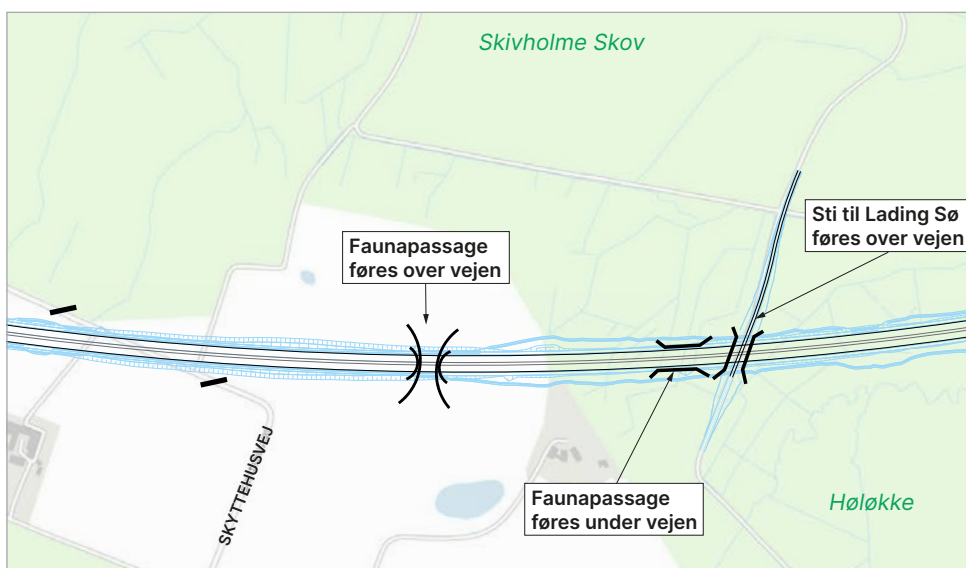 Skivholme Skov
Sti til Lading Sø
føres over vejen
Faunapassage
føres over vejen
SKYTTEHUSVEJ
Faunapassage
føres under vejen
Høløkke